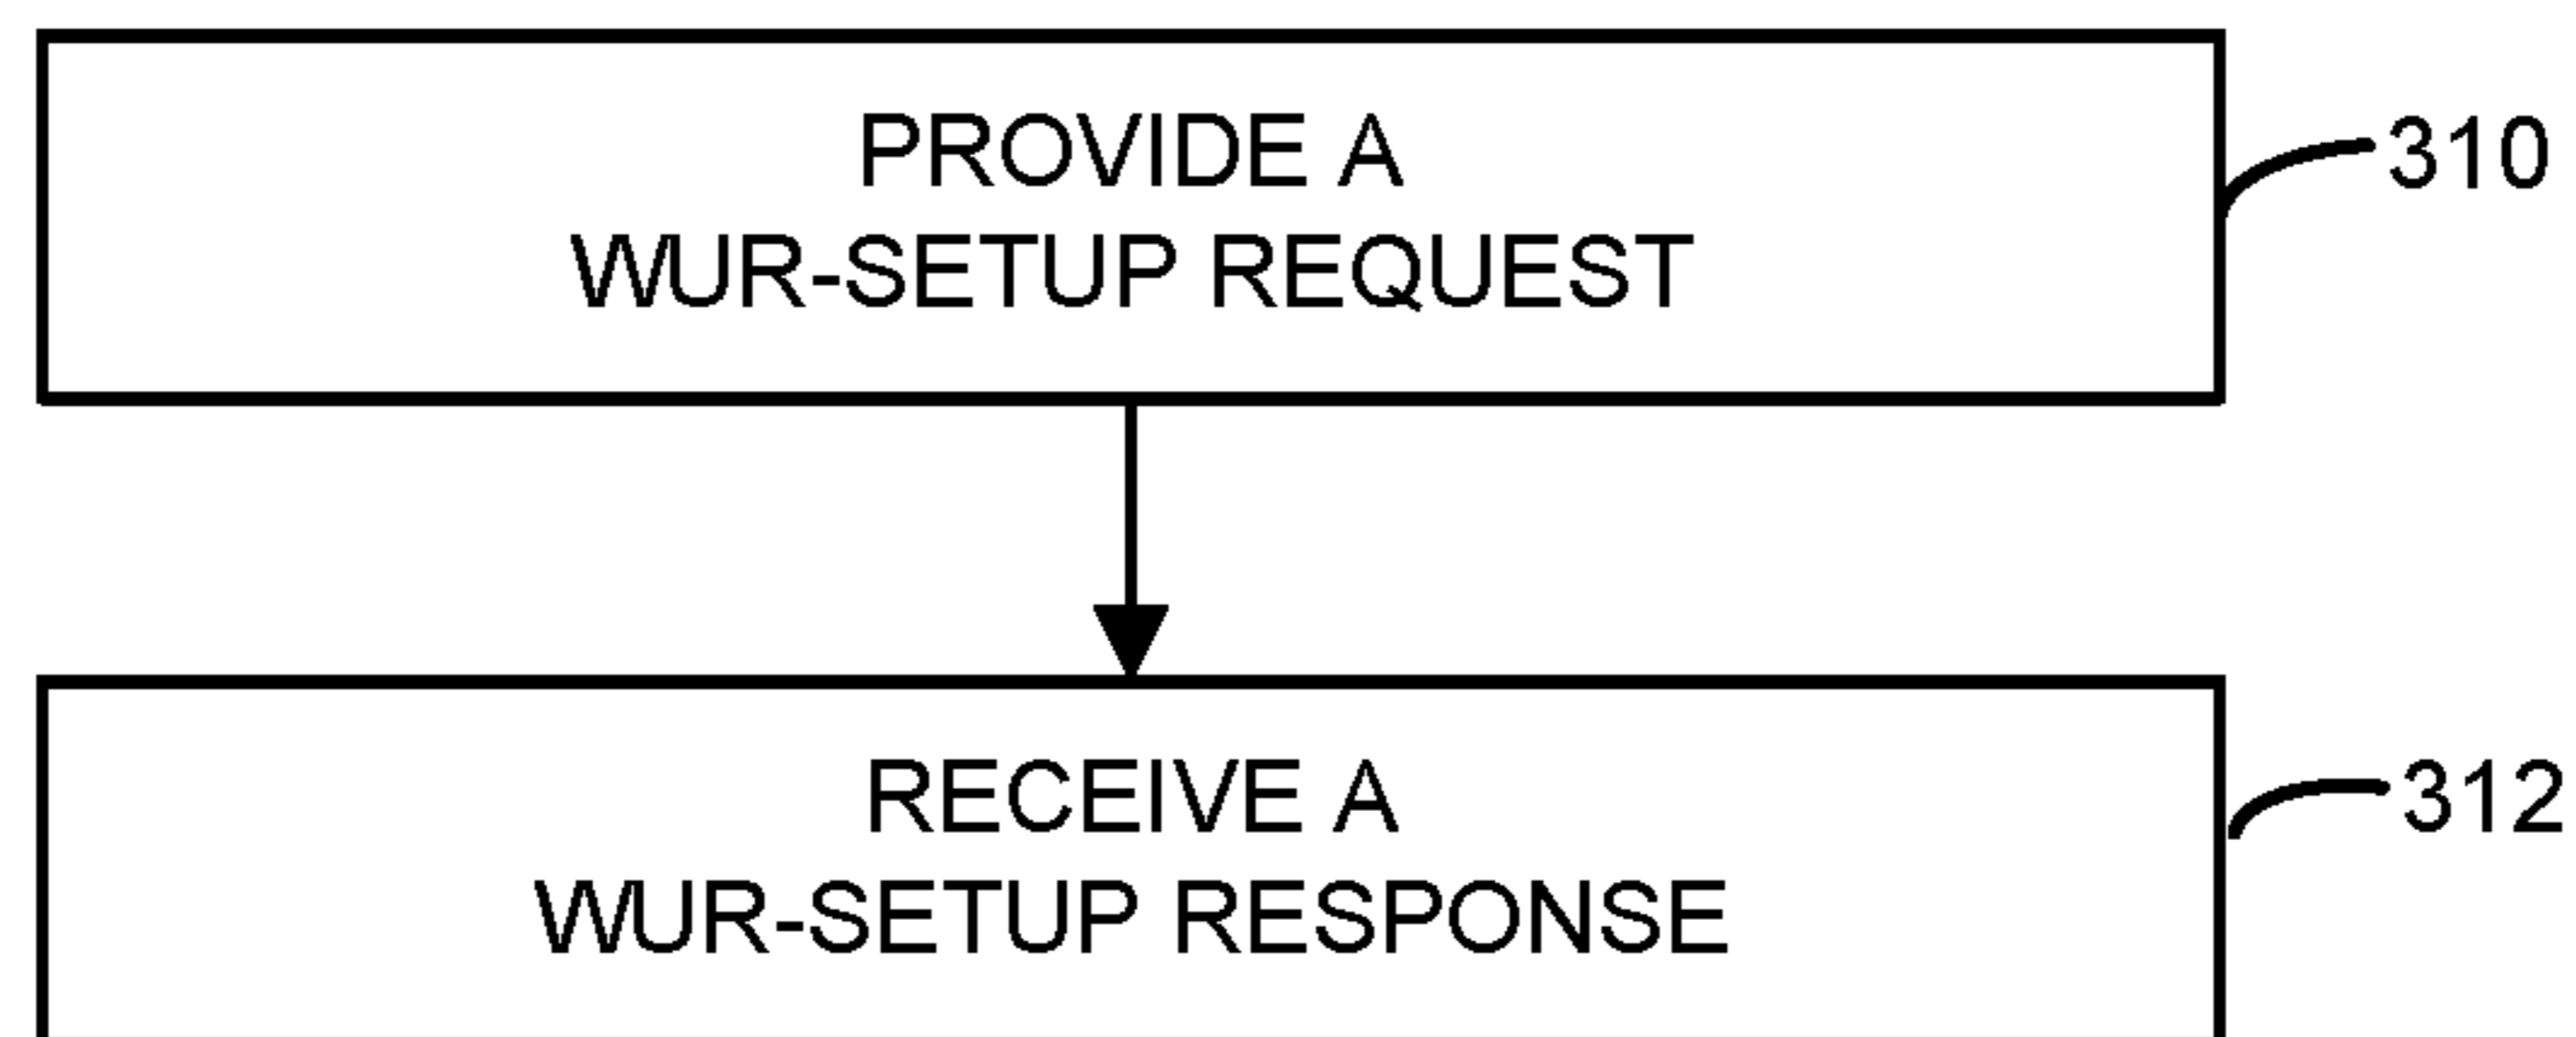 PROVIDE A
WUR-SETUP REQUEST
310
RECEIVE A
WUR-SETUP RESPONSE
312